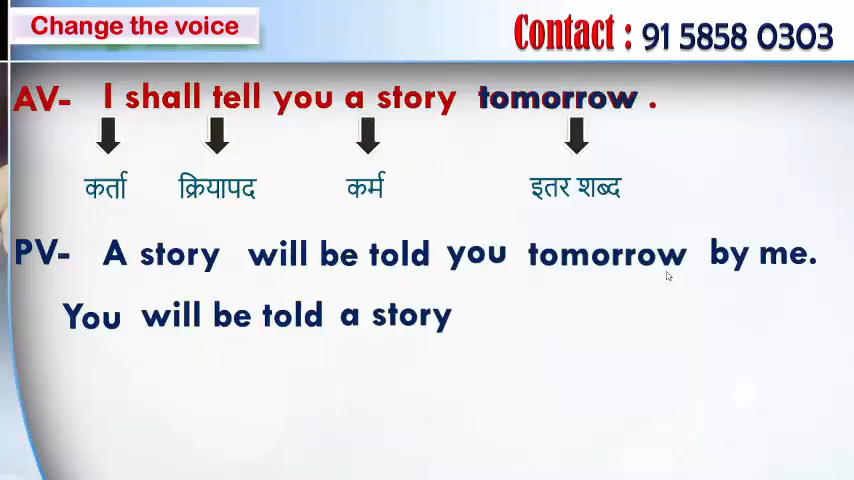 Change the voice
Contact : 91 5858 0303
AV- I shall tell you a story tomorrow .
कर्ता क्रियापद कर्म इतर शब्द
PV- A story will be told you tomorrow by me.
You will be told a story